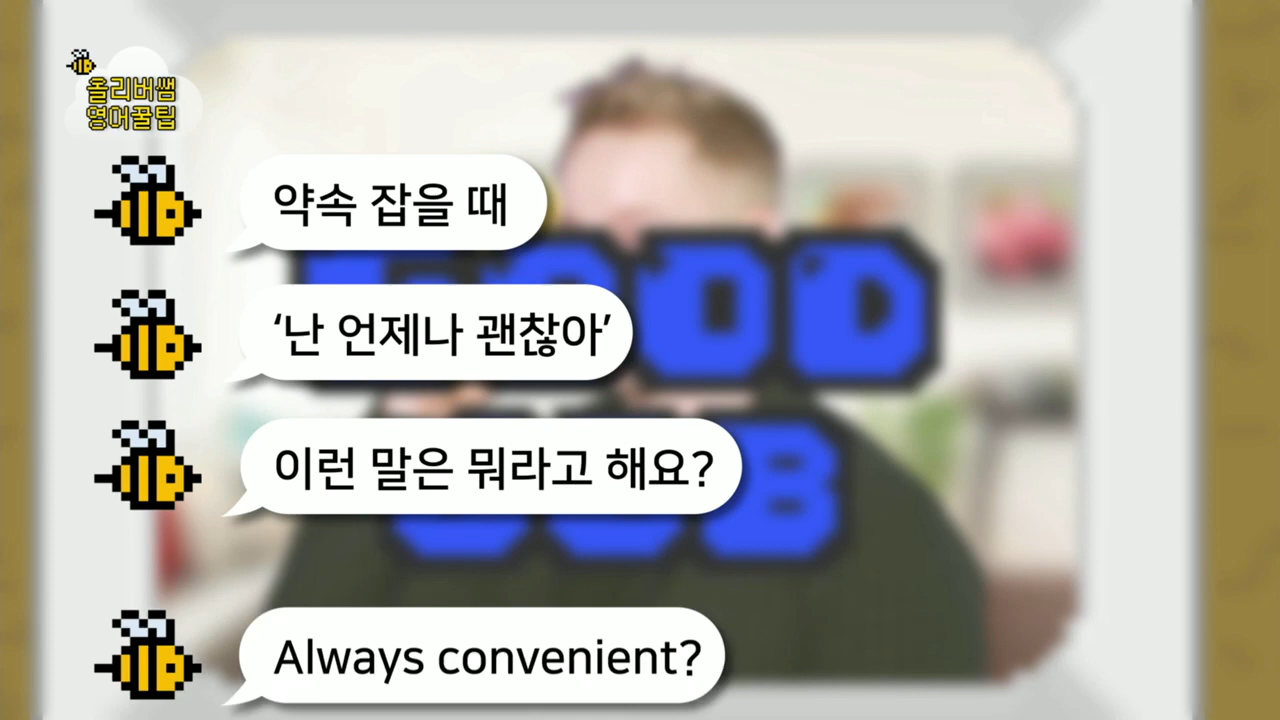 올리버쌤
영어꿀팁
약속 잡을 때
‘난 언제나 괜찮아’
이런 말은 뭐라고 해요?
Always convenient?